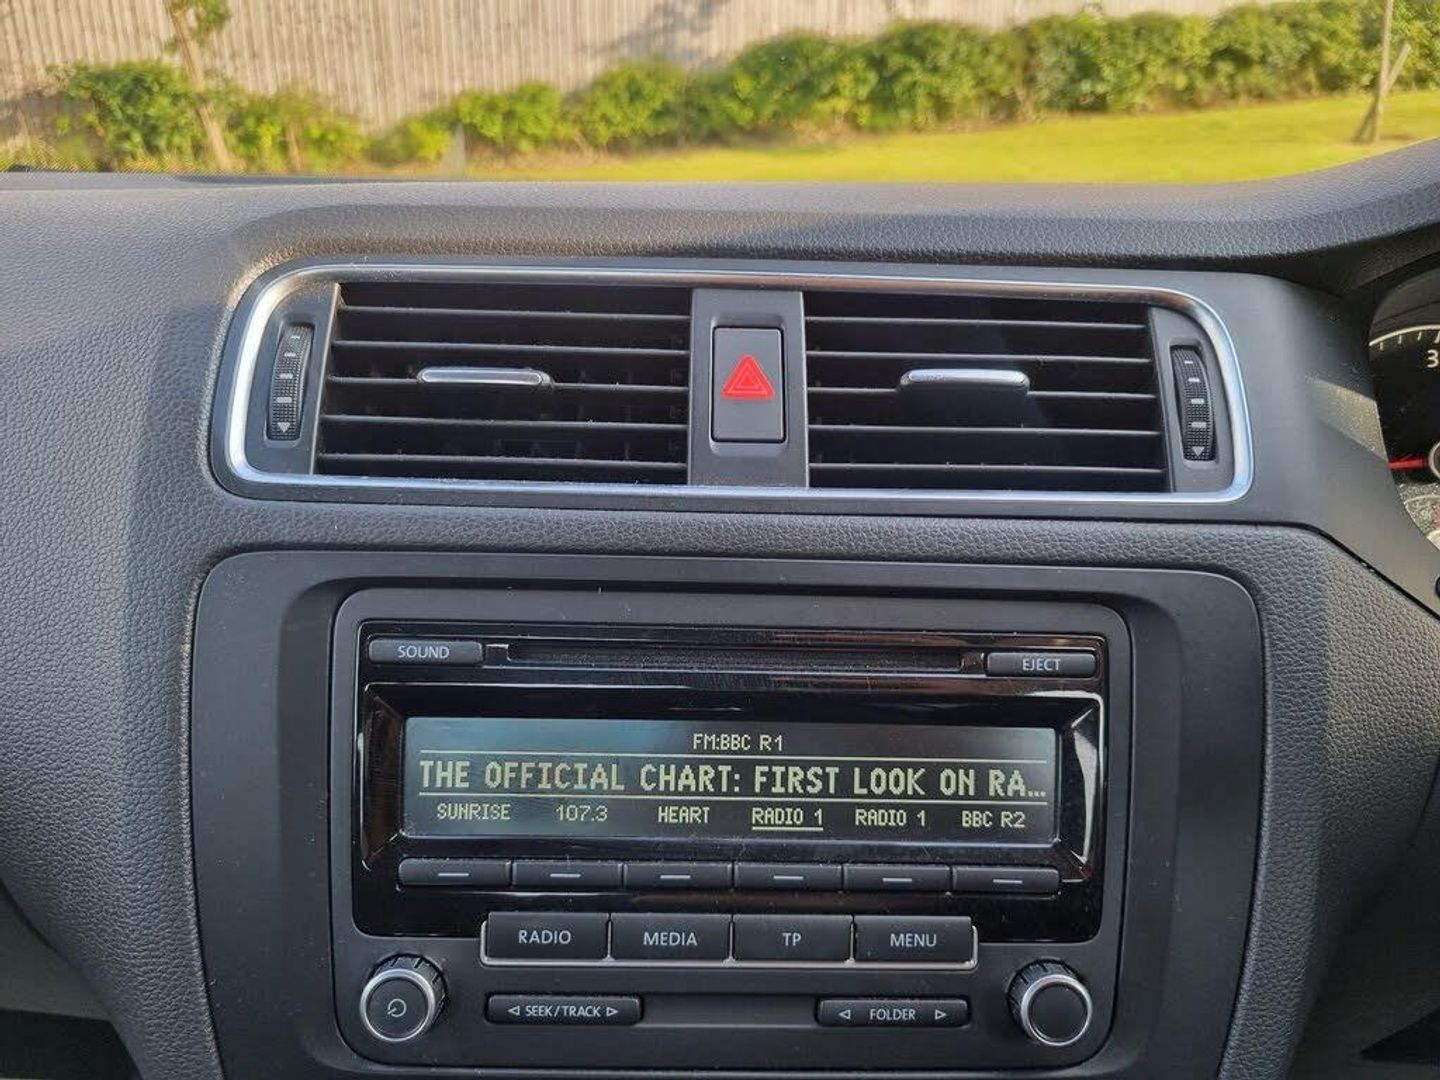 3
SOUND EJECT
FM:BBC R1
THE OFFICIAL CHART: FIRST LOOK ON RA...
SUNRISE 107.3 HEART RADIO 1 RADIO 1 BBC R2
RADIO MEDIA TP MENU
SEEK/TRACK FOLDER